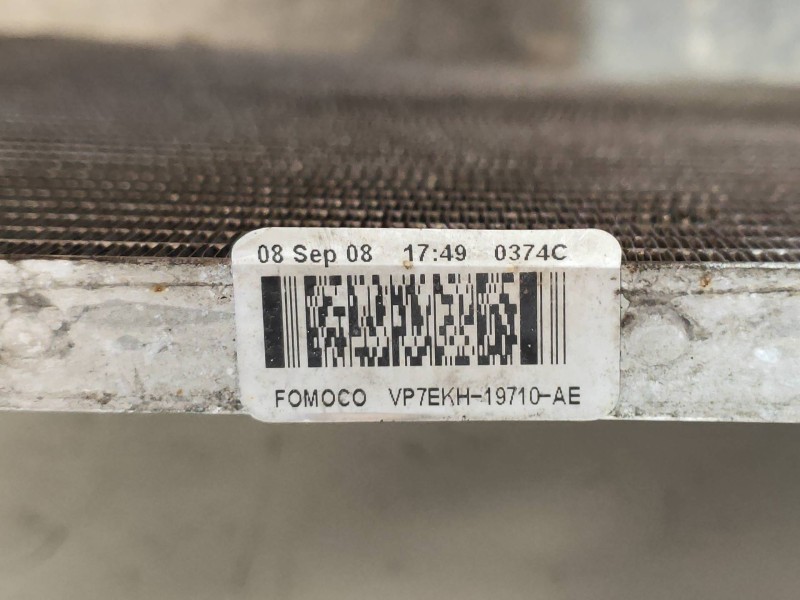 08 Sep 08 17:49 0374C
FOMOCO VP7EKH-19710-AE